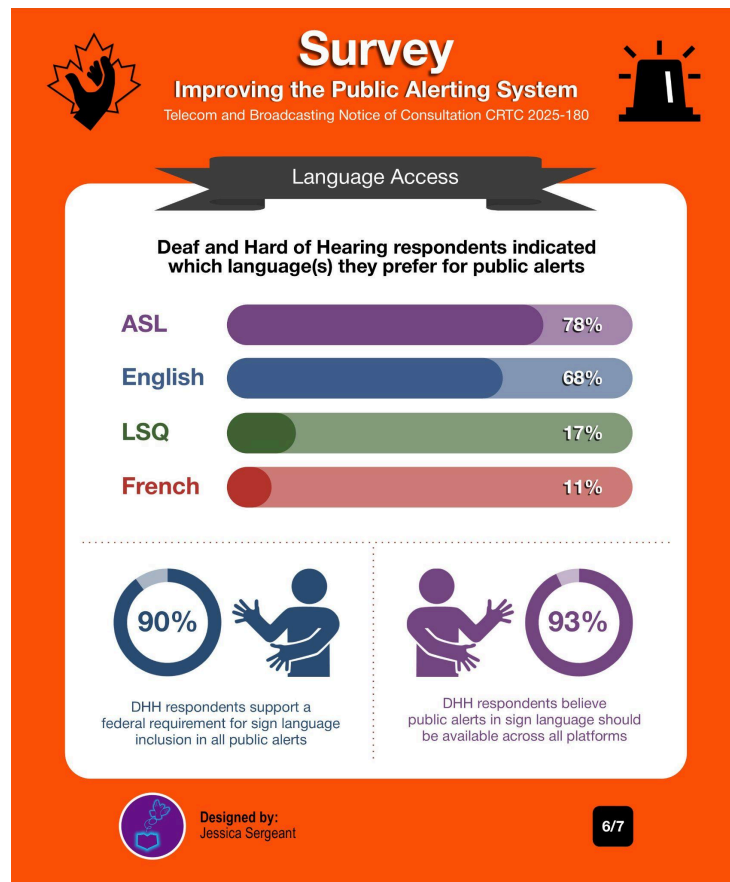 Survey
Improving the Public Alerting System
Telecom and Broadcasting Notice of Consultation CRTC 2025-180
Language Access
Deaf and Hard of Hearing respondents indicated
which language(s) they prefer for public alerts
ASL 78%
English 68%
LSQ 17%
French 11%
90%
DHH respondents support a
federal requirement for sign language
inclusion in all public alerts
93%
DHH respondents believe
public alerts in sign language should
be available across all platforms
Designed by:
Jessica Sergeant
6/7